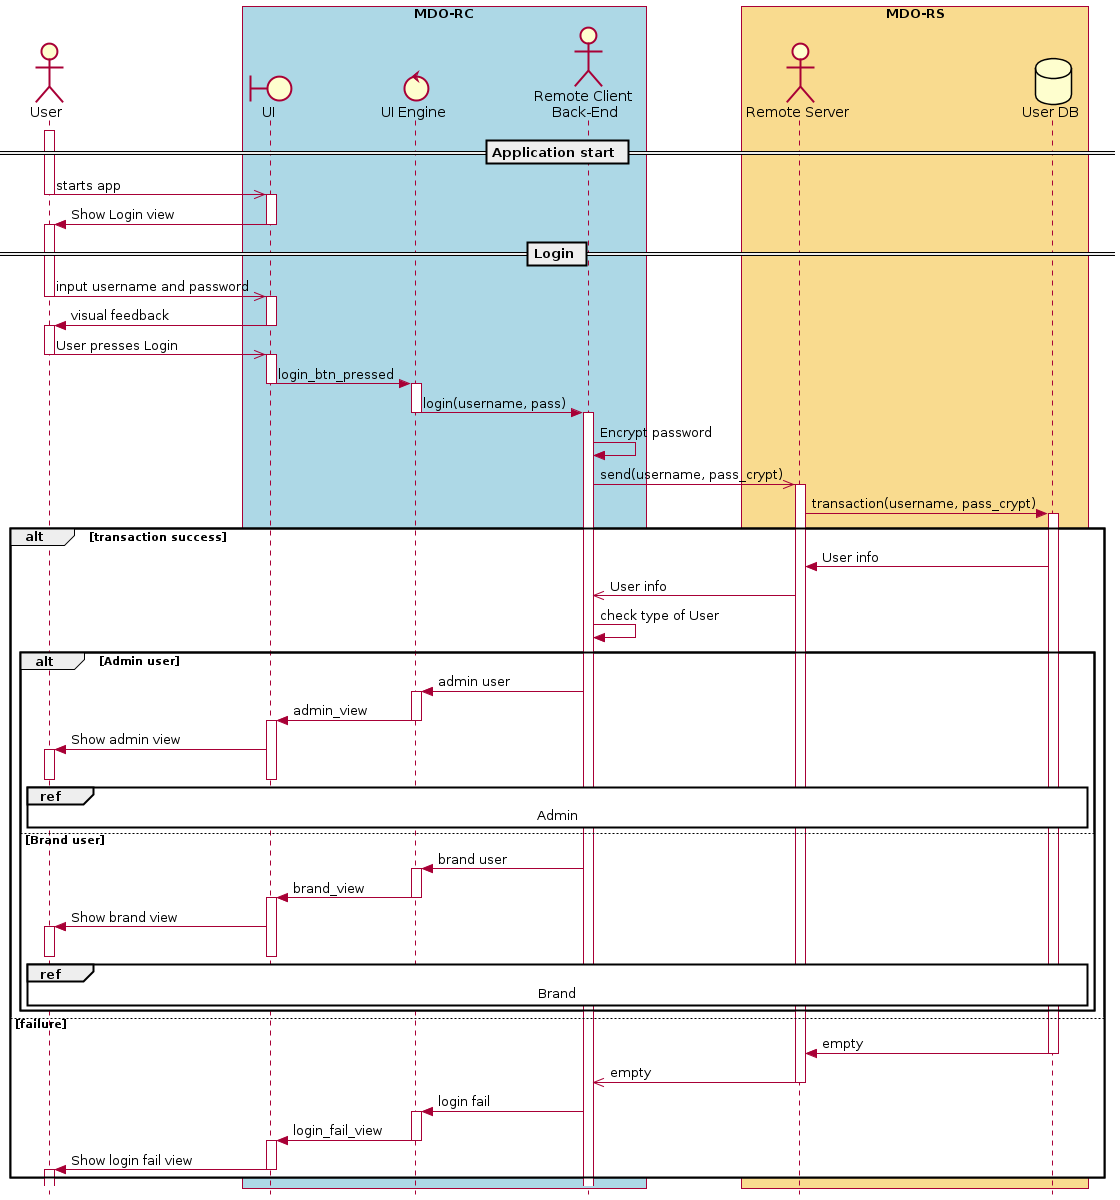 MDO-RC
MDO-RS
User
UI
UI Engine
Remote Client
Back-End
Remote Server
User DB
Application start
starts app
Show Login view
Login
input username and password
visual feedback
User presses Login
login_btn_pressed
login(username, pass)
Encrypt password
send(username, pass_crypt)
transaction(username, pass_crypt)
alt
[transaction success]
User info
User info
check type of User
alt
[Admin user]
admin user
admin_view
Show admin view
ref
Admin
[Brand user]
brand user
brand_view
Show brand view
ref
Brand
[failure]
empty
empty
login fail
login_fail_view
Show login fail view